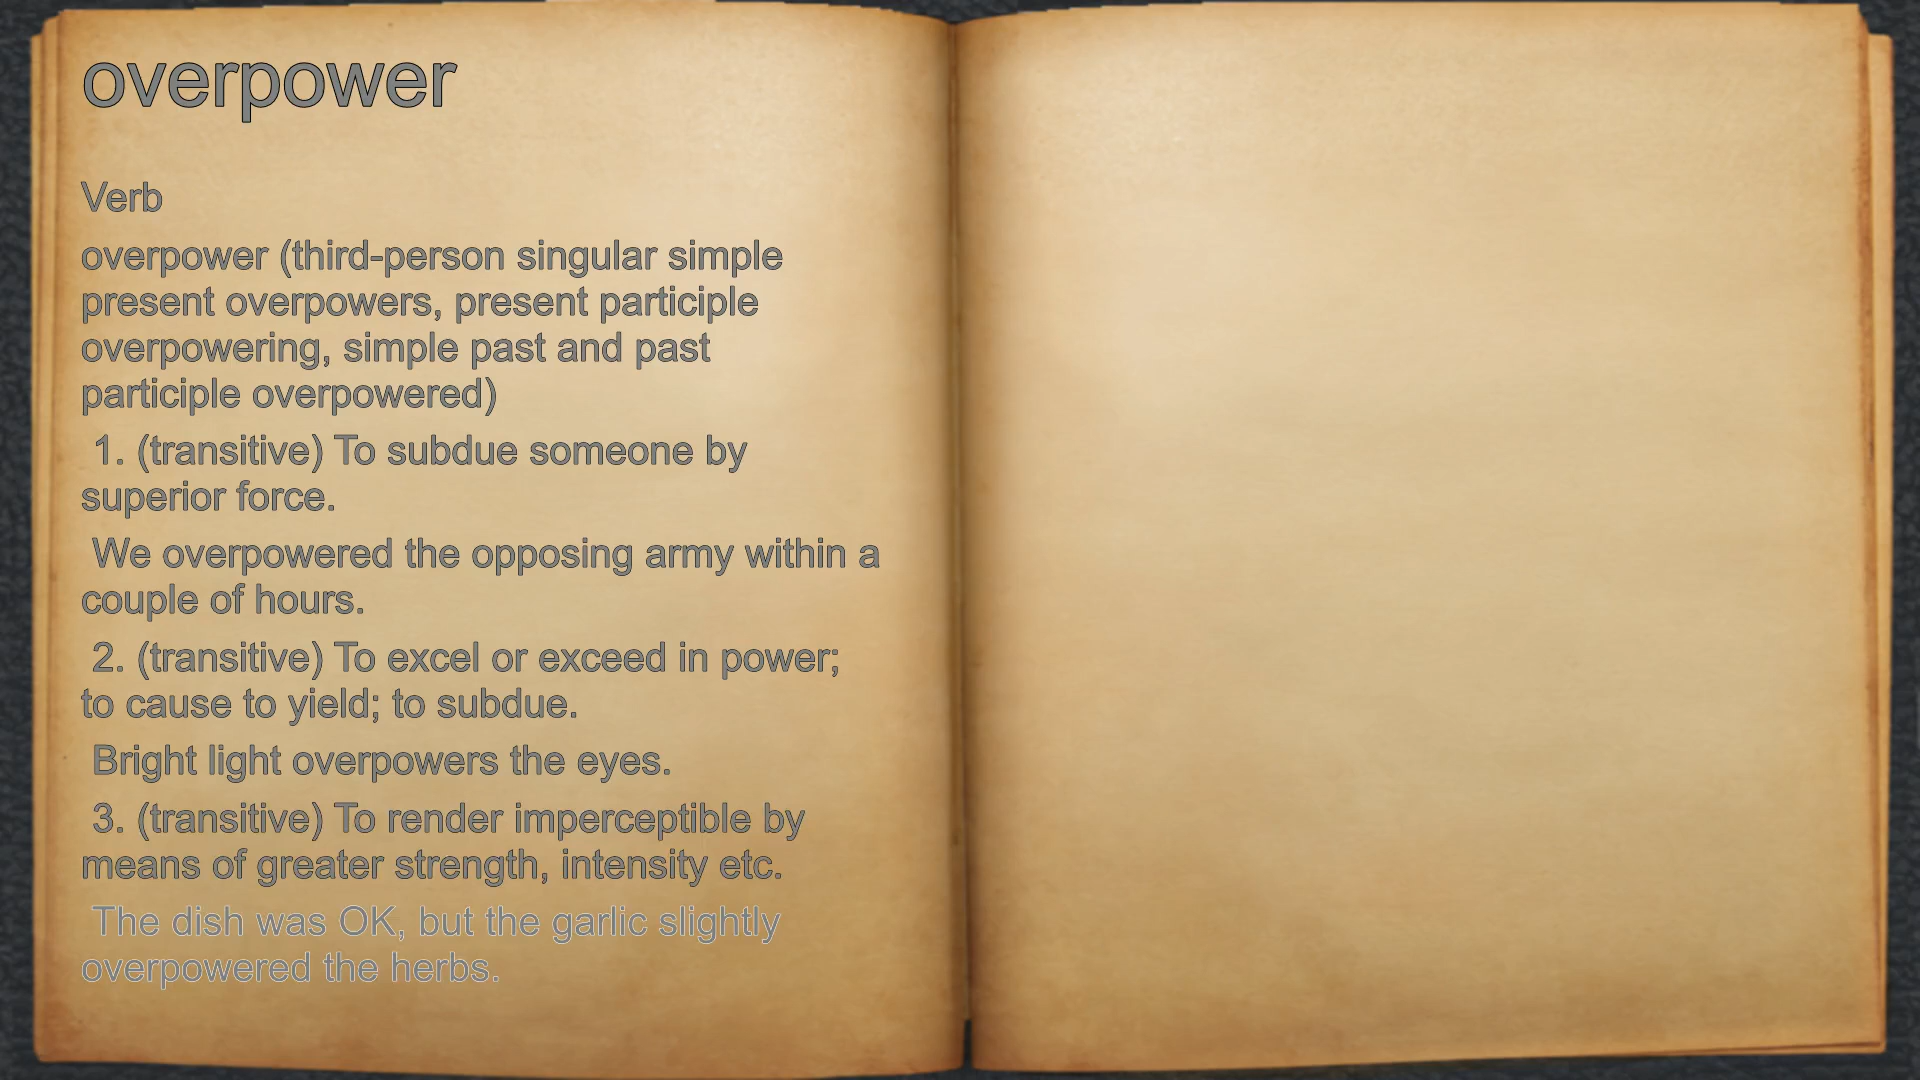 overpower
Verb
overpower (third-person singular simple
present overpowers, present participle
overpowering, simple past and past
participle overpowered)
1. (transitive) To subdue someone by
superior force.
We overpowered the opposing army within a
couple of hours.
2. (transitive) To excel or exceed in power;
to cause to yield; to subdue.
Bright light overpowers the eyes.
3. (transitive) To render imperceptible by
means of greater strength, intensity etc.
The dish was OK, but the garlic slightly
overpowered the herbs.